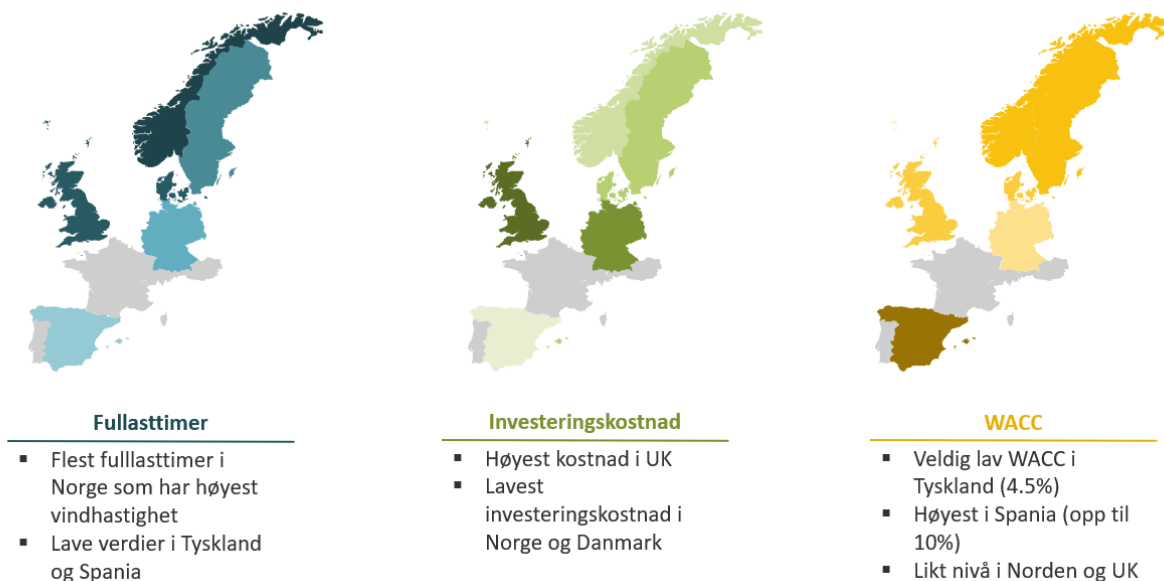 Fullasttimer
▪ Flest fulllasttimer i
Norge som har høyest
vindhastighet
▪ Lave verdier i Tyskland
og Spania
Investeringskostnad
▪ Høyest kostnad i UK
▪ Lavest
investeringskostnad i
Norge og Danmark
WACC
▪ Veldig lav WACC i
Tyskland (4.5%)
▪ Høyest i Spania (opp til
10%)
▪ Likt nivå i Norden og UK